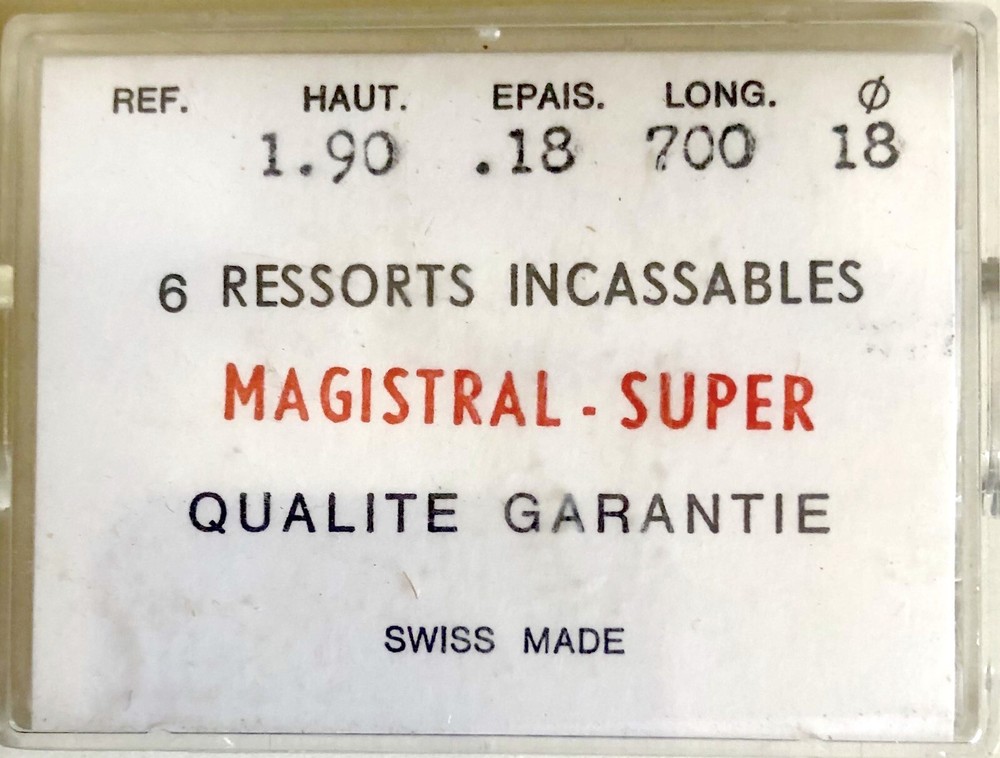 REF. HAUT. EPAIS. LONG. Ø
1.90 .18 700 18
6 RESSORTS INCASSABLES
MAGISTRAL - SUPER
QUALITE GARANTIE
SWISS MADE